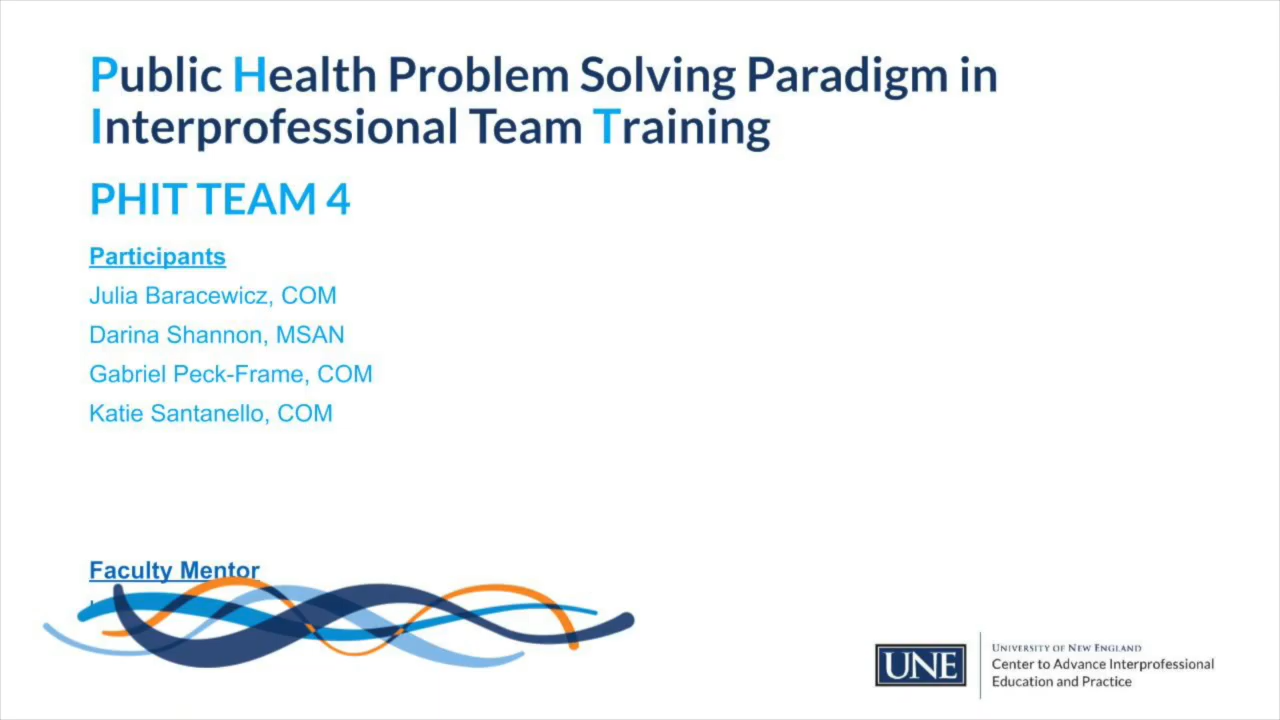 Public Health Problem Solving Paradigm in
Interprofessional Team Training
PHIT TEAM 4
Participants
Julia Baracewicz, COM
Darina Shannon, MSAN
Gabriel Peck-Frame, COM
Katie Santanello, COM
Faculty Mentor
UNE
University of New England
Center to Advance Interprofessional
Education and Practice